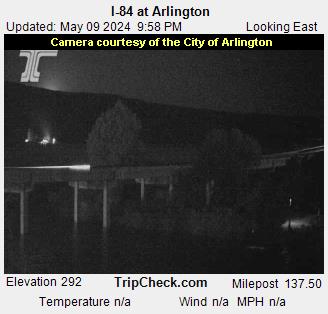 I-84 at Arlington
Updated: May 09 2024 9:58 PM Looking East
Camera courtesy of the City of Arlington
Elevation 292 TripCheck.com Milepost 137.50
Temperature n/a Wind n/a MPH n/a